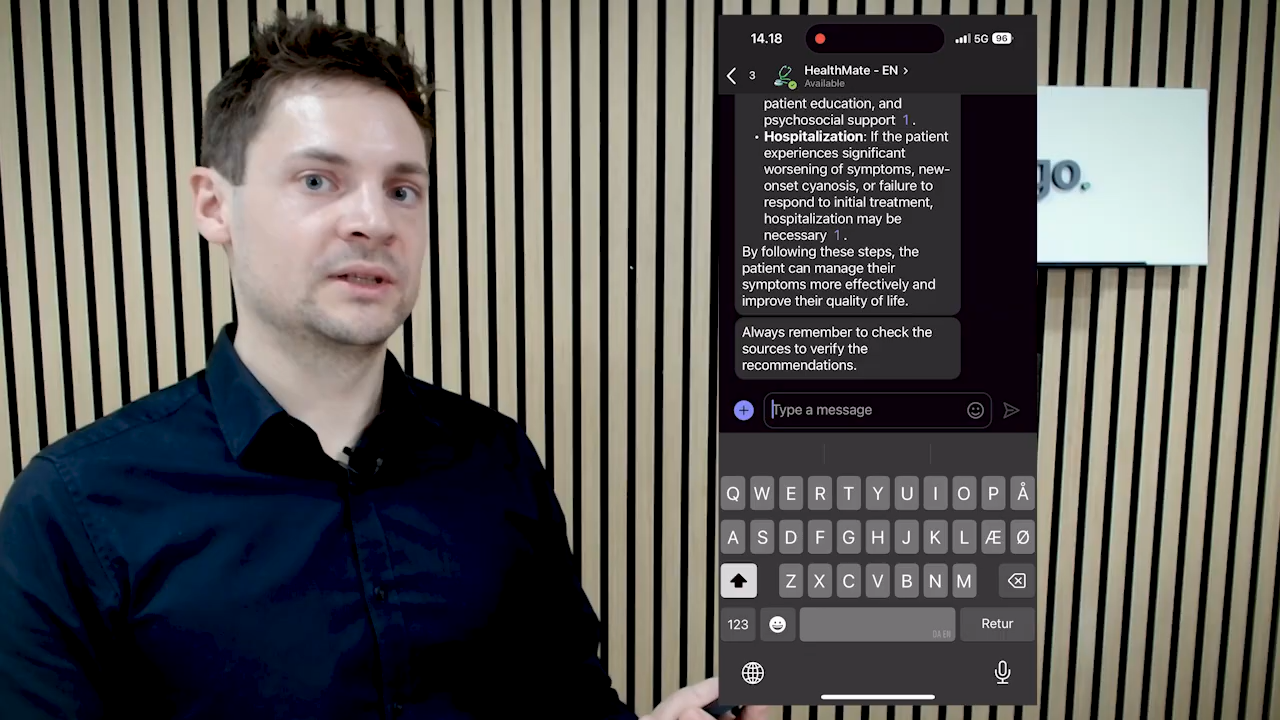 14.18
5G 96
3 HealthMate - EN >
Available
patient education, and
psychosocial support 1.
• Hospitalization: If the patient
experiences significant
worsening of symptoms, new-
onset cyanosis, or failure to
respond to initial treatment,
hospitalization may be
necessary 1.
By following these steps, the
patient can manage their
symptoms more effectively and
improve their quality of life.
Always remember to check the
sources to verify the
recommendations.
Type a message
Q W E R T Y U I O P Å
A S D F G H J K L Æ Ø
Z X C V B N M
123
DA EN
Retur
go.